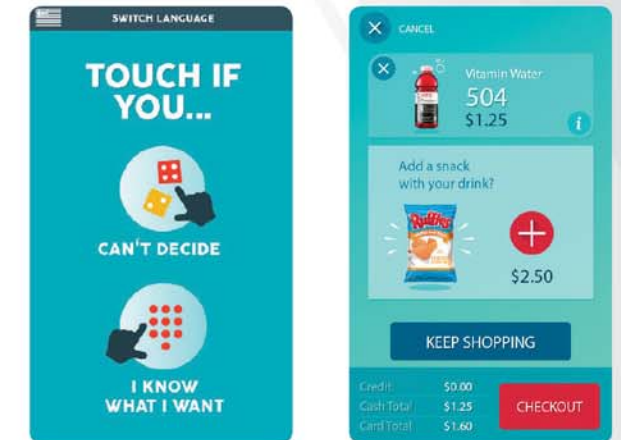 SWITCH LANGUAGE
TOUCH IF
YOU...
CAN'T DECIDE
I KNOW
WHAT I WANT
CANCEL
Vitamin Water
504
$1.25
i
Add a snack
with your drink?
Ruffles
$2.50
KEEP SHOPPING
Credit $0.00
Cash Total $1.25
Card Total $1.60
CHECKOUT